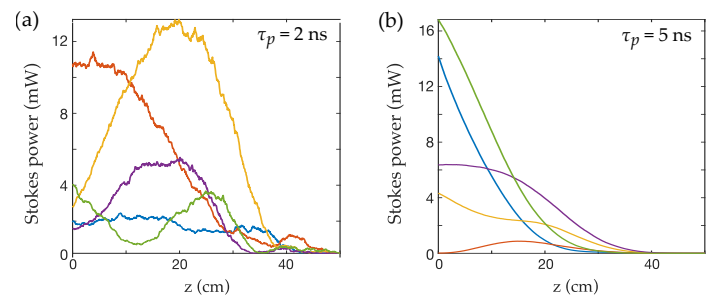 (a)
τp = 2 ns
Stokes power (mW)
12
8
4
0
0
20
40
z (cm)
(b)
τp = 5 ns
Stokes power (mW)
16
12
8
4
0
0
20
40
z (cm)